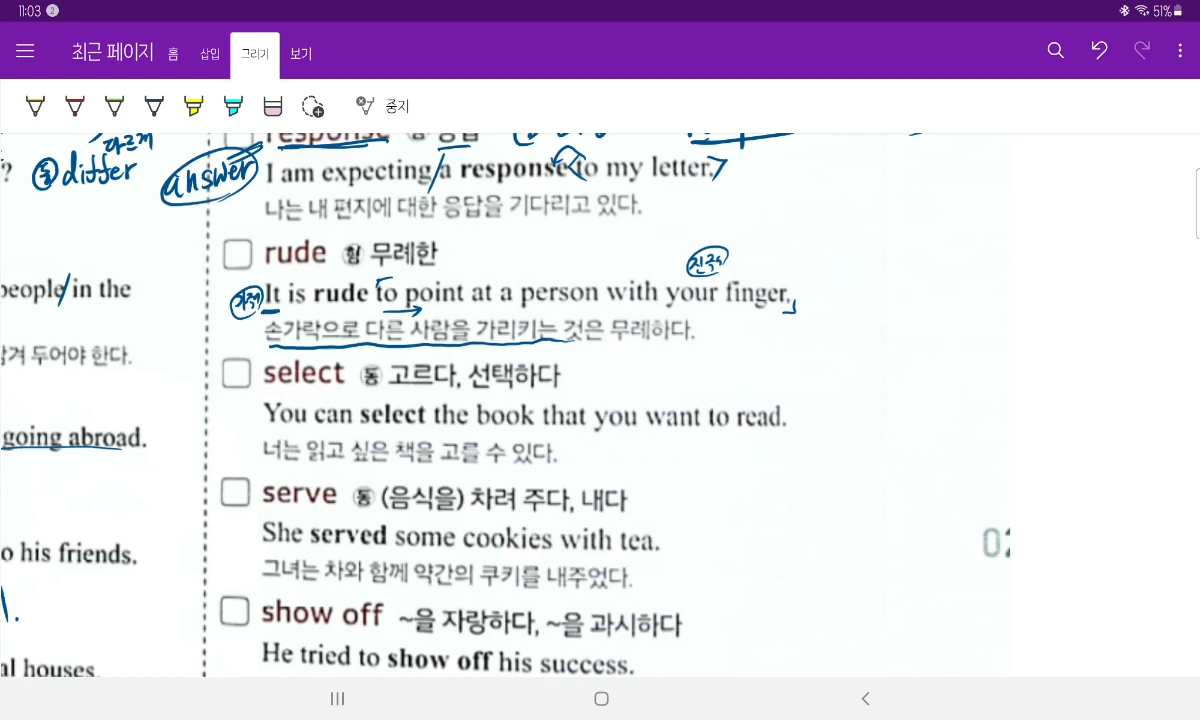 11:03 2 51%
최근 페이지 홈 삽입 그리기 보기
중지
다르게
? 동 differ
answer
response 명 응답
I am expecting a response to my letter.
나는 내 편지에 대한 응답을 기다리고 있다.
rude 형 무례한
진주
people in the
가주 It is rude to point at a person with your finger.
손가락으로 다른 사람을 가리키는 것은 무례하다.
겨 두어야 한다.
select 동 고르다, 선택하다
You can select the book that you want to read.
going abroad.
너는 읽고 싶은 책을 고를 수 있다.
serve 동 (음식을) 차려 주다, 내다
She served some cookies with tea.
o his friends.
02
그녀는 차와 함께 약간의 쿠키를 내주었다.
show off ~을 자랑하다, ~을 과시하다
He tried to show off his success.
al houses.